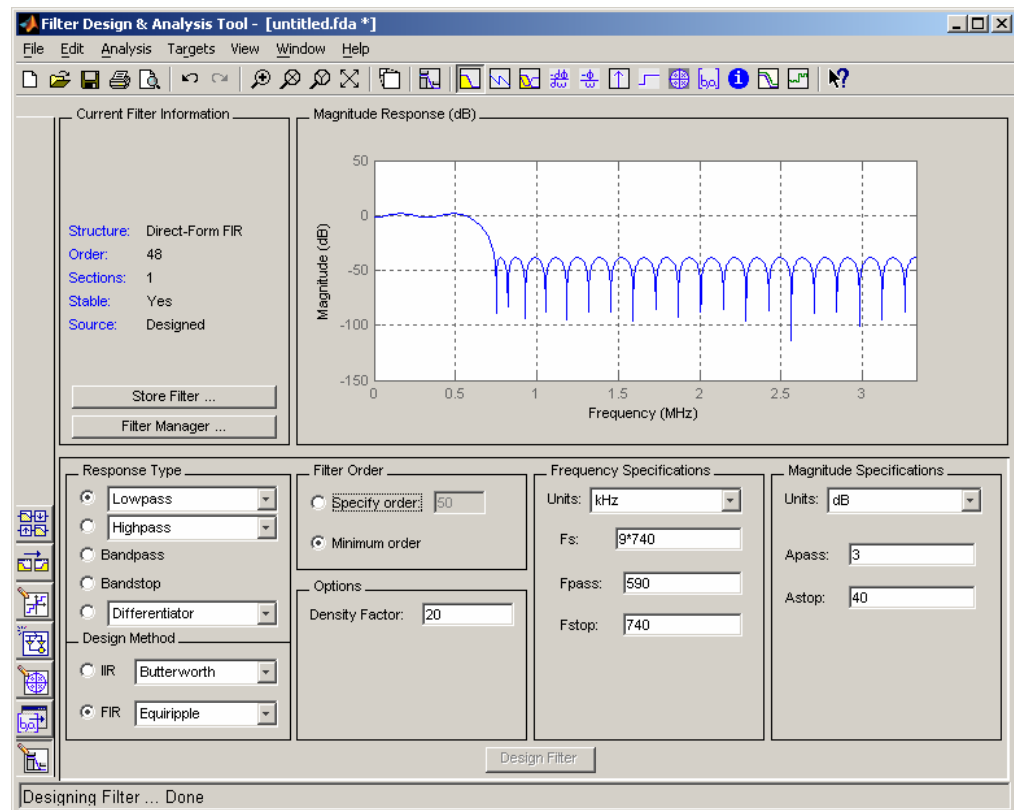 Filter Design & Analysis Tool - [untitled.fda *]
File Edit Analysis Targets View Window Help
Current Filter Information
Structure: Direct-Form FIR
Order: 48
Sections: 1
Stable: Yes
Source: Designed
Store Filter ...
Filter Manager ...
Magnitude Response (dB)
Magnitude (dB)
50
0
-50
-100
-150
0 0.5 1 1.5 2 2.5 3
Frequency (MHz)
Response Type
Lowpass
Highpass
Bandpass
Bandstop
Differentiator
Design Method
IIR Butterworth
FIR Equiripple
Filter Order
Specify order: 50
Minimum order
Options
Density Factor: 20
Frequency Specifications
Units: kHz
Fs: 9*740
Fpass: 590
Fstop: 740
Magnitude Specifications
Units: dB
Apass: 3
Astop: 40
Design Filter
Designing Filter ... Done